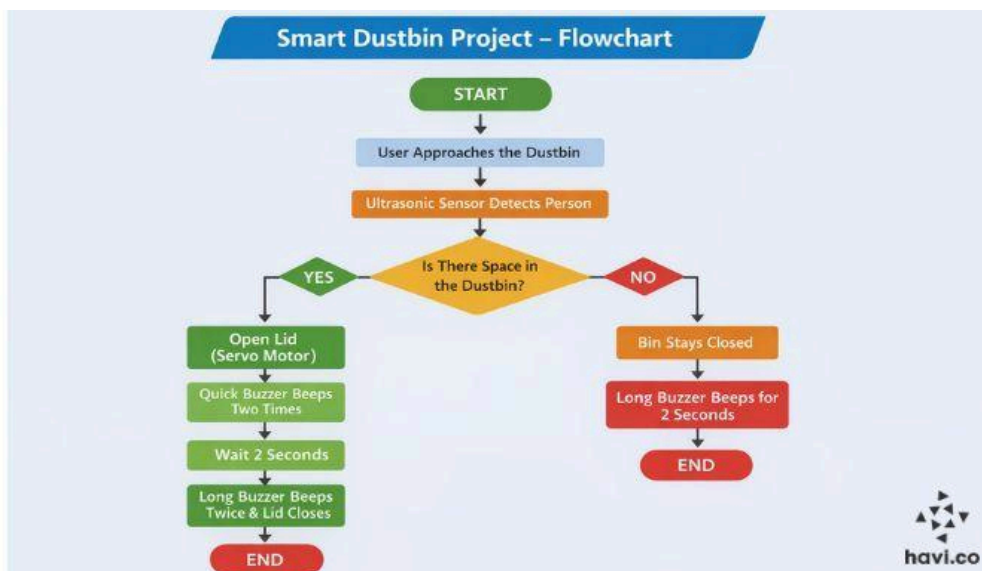 Smart Dustbin Project – Flowchart
START
User Approaches the Dustbin
Ultrasonic Sensor Detects Person
Is There Space in
the Dustbin?
YES
NO
Open Lid
(Servo Motor)
Quick Buzzer Beeps
Two Times
Wait 2 Seconds
Long Buzzer Beeps
Twice & Lid Closes
END
Bin Stays Closed
Long Buzzer Beeps for
2 Seconds
END
havi.co